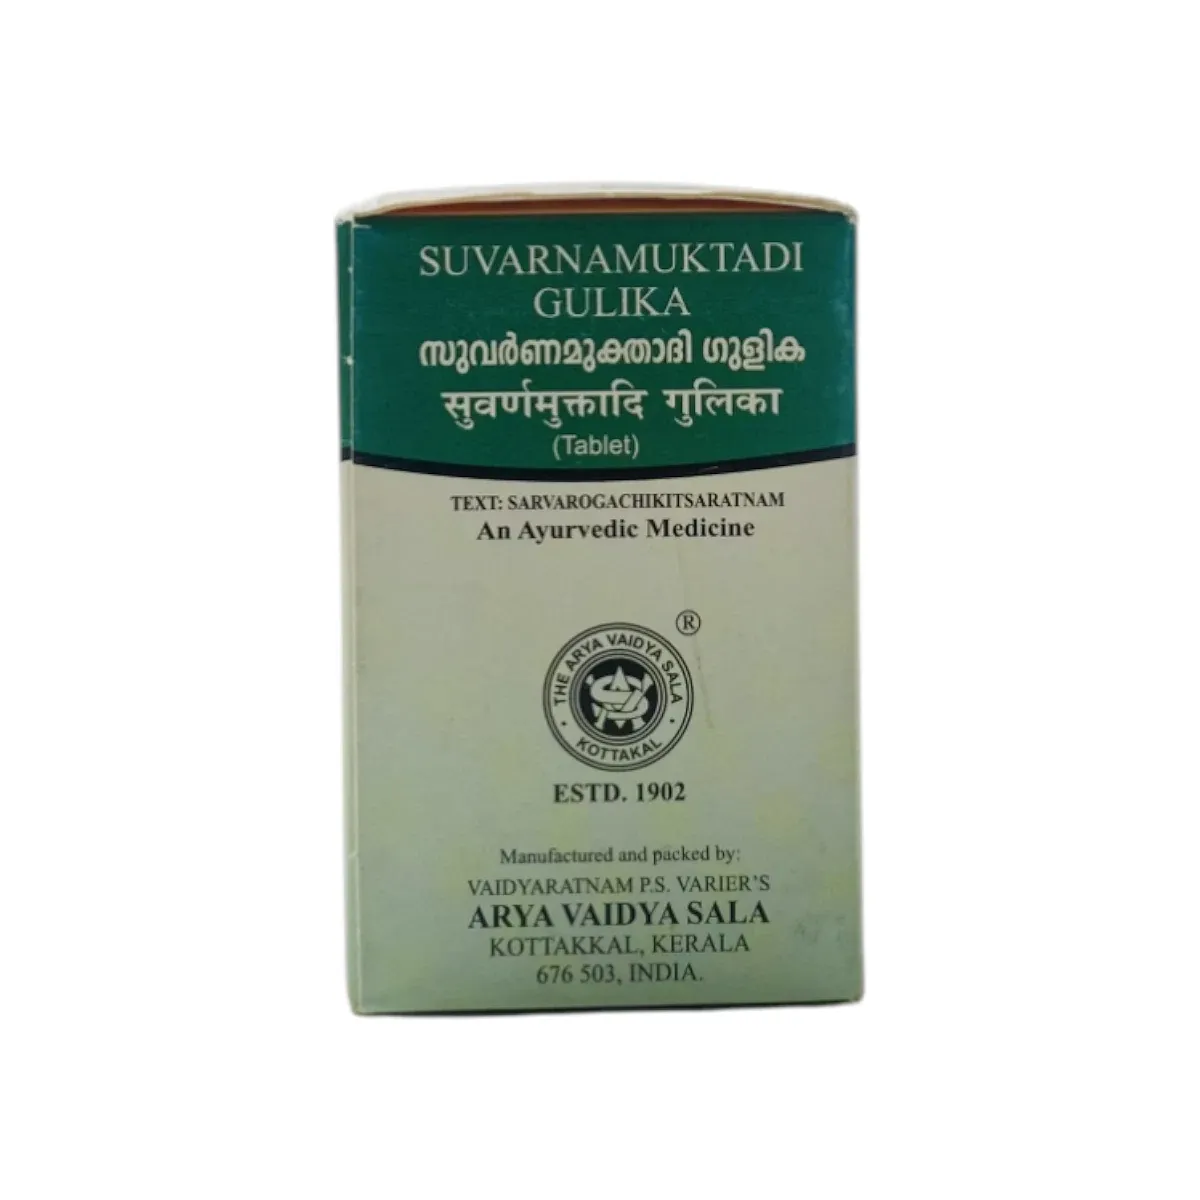 SUVARNAMUKTADI
GULIKA
സുവർണമുക്താദി ഗുളിക
सुवर्णमुक्तादि गुलिका
(Tablet)
TEXT: SARVAROGACHIKITSARATNAM
An Ayurvedic Medicine
®
THE ARYA VAIDYA SALA
KOTTAKAL
ESTD. 1902
Manufactured and packed by:
VAIDYARATNAM P.S. VARIER'S
ARYA VAIDYA SALA
KOTTAKKAL, KERALA
676 503, INDIA.